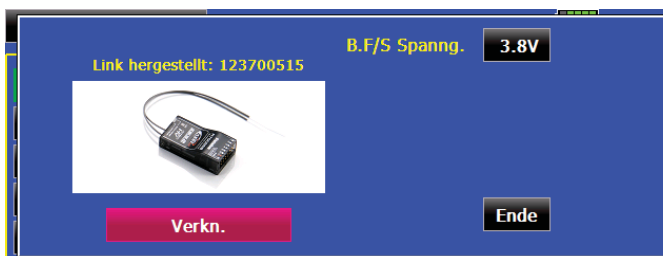 B.F/S Spanng. 3.8V
Link hergestellt: 123700515
Verkn.
Ende